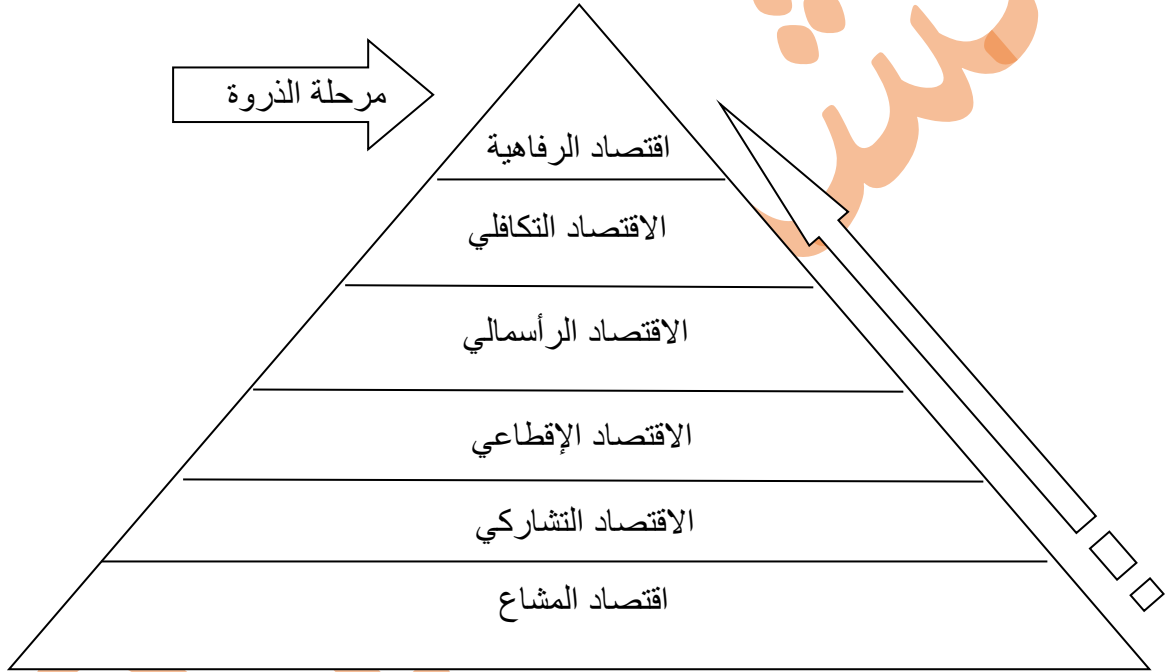 مرحلة الذروة
اقتصاد الرفاهية
الاقتصاد التكافلي
الاقتصاد الرأسمالي
الاقتصاد الإقطاعي
الاقتصاد التشاركي
اقتصاد المشاع